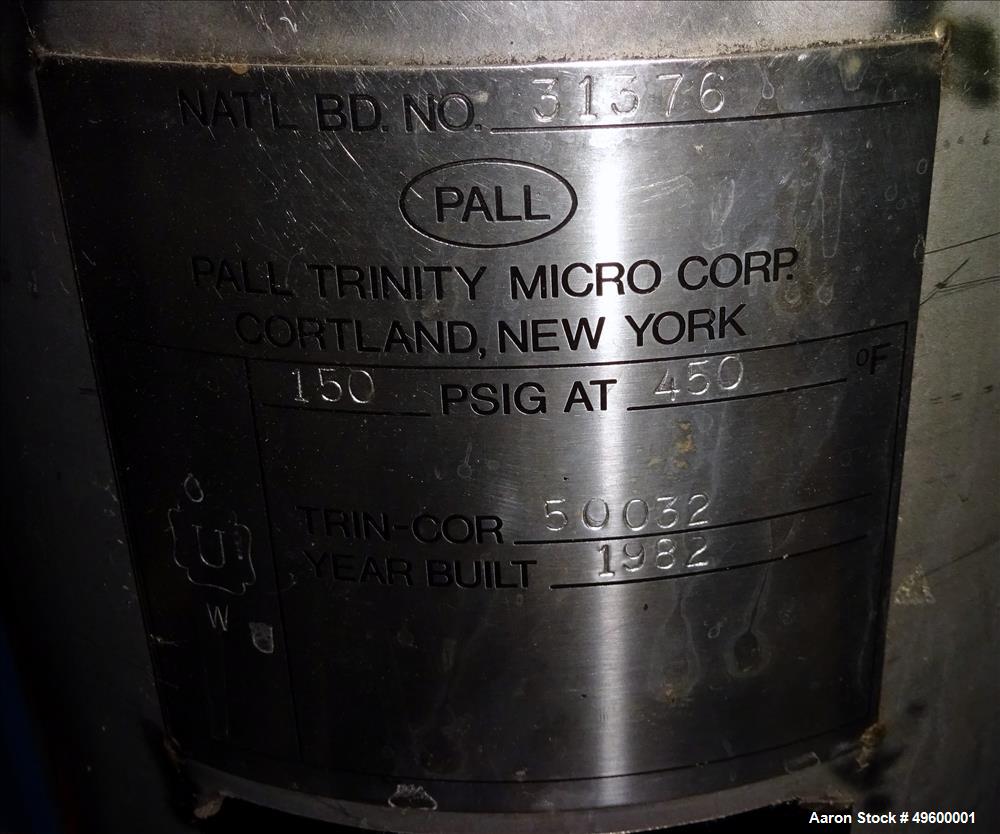 NAT'L BD. NO. 31376
PALL
PALL TRINITY MICRO CORP.
CORTLAND, NEW YORK
150 PSIG AT 450 °F
TRIN-COR 50032
YEAR BUILT 1982
U
W
Aaron Stock # 49600001